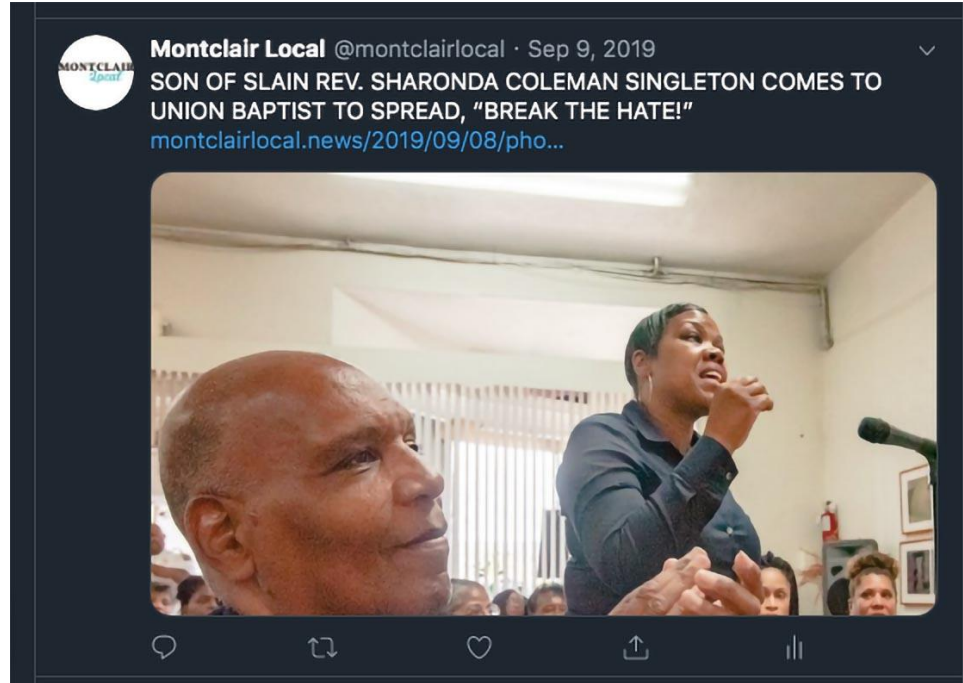 Montclair Local @montclairlocal · Sep 9, 2019
MONTCLAIR
Local
SON OF SLAIN REV. SHARONDA COLEMAN SINGLETON COMES TO
UNION BAPTIST TO SPREAD, “BREAK THE HATE!”
montclairlocal.news/2019/09/08/pho...